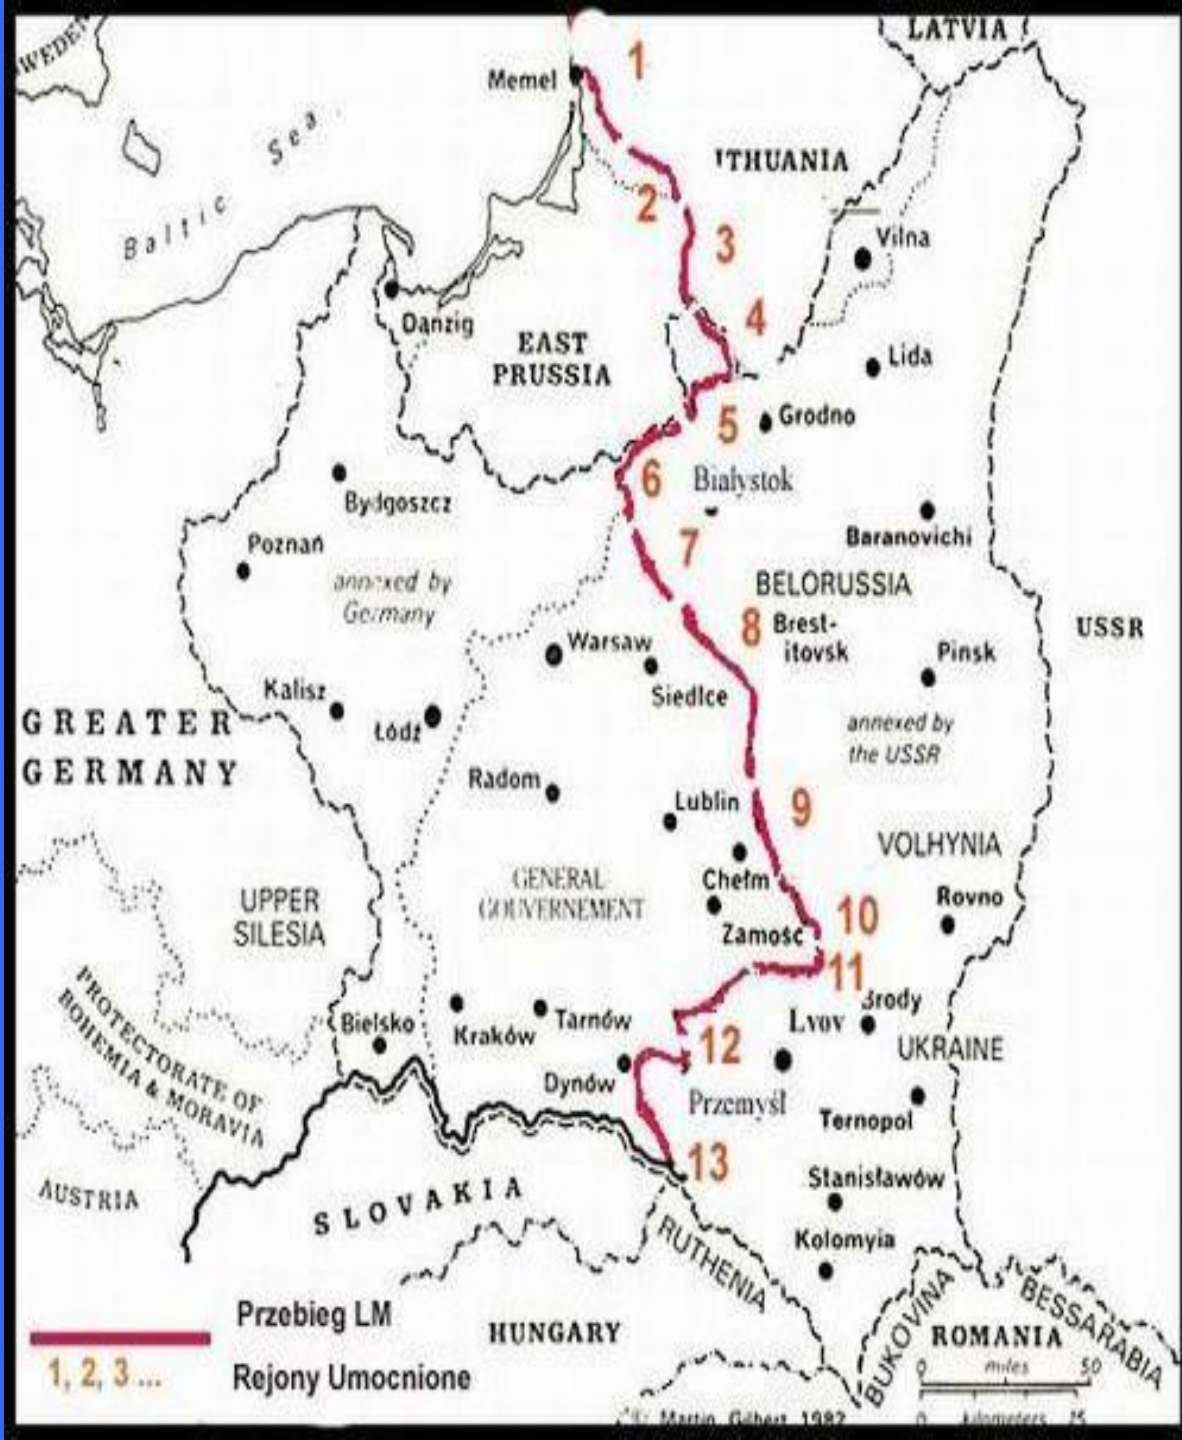 LATVIA
WEDEN
1
Memel
Baltic Sea
ITHUANIA
2
3
Vilna
4
Danzig
EAST
PRUSSIA
Lida
5
Grodno
6
Białystok
Bydgoszcz
Poznań
7
Baranovichi
annexed by
Germany
BELORUSSIA
8
Brest-
itovsk
USSR
Warsaw
Pinsk
Siedlce
Kalisz
Łódź
annexed by
the USSR
GREATER
GERMANY
Radom
Lublin
9
VOLHYNIA
Chełm
GENERAL
GOUVERNEMENT
UPPER
SILESIA
Rovno
10
Zamość
11
Brody
PROTECTORATE OF
BOHEMIA & MORAVIA
Bielsko
Kraków
Tarnów
Lvov
12
UKRAINE
Dynów
Przemyśl
Ternopol
13
AUSTRIA
SLOVAKIA
Stanisławów
RUTHENIA
Kolomyia
BUKOVINA
BESSARABIA
Przebieg LM
HUNGARY
ROMANIA
1, 2, 3 ...
Rejony Umocnione
0 miles 50
Martin Gilbert 1982
0 kilometers 75